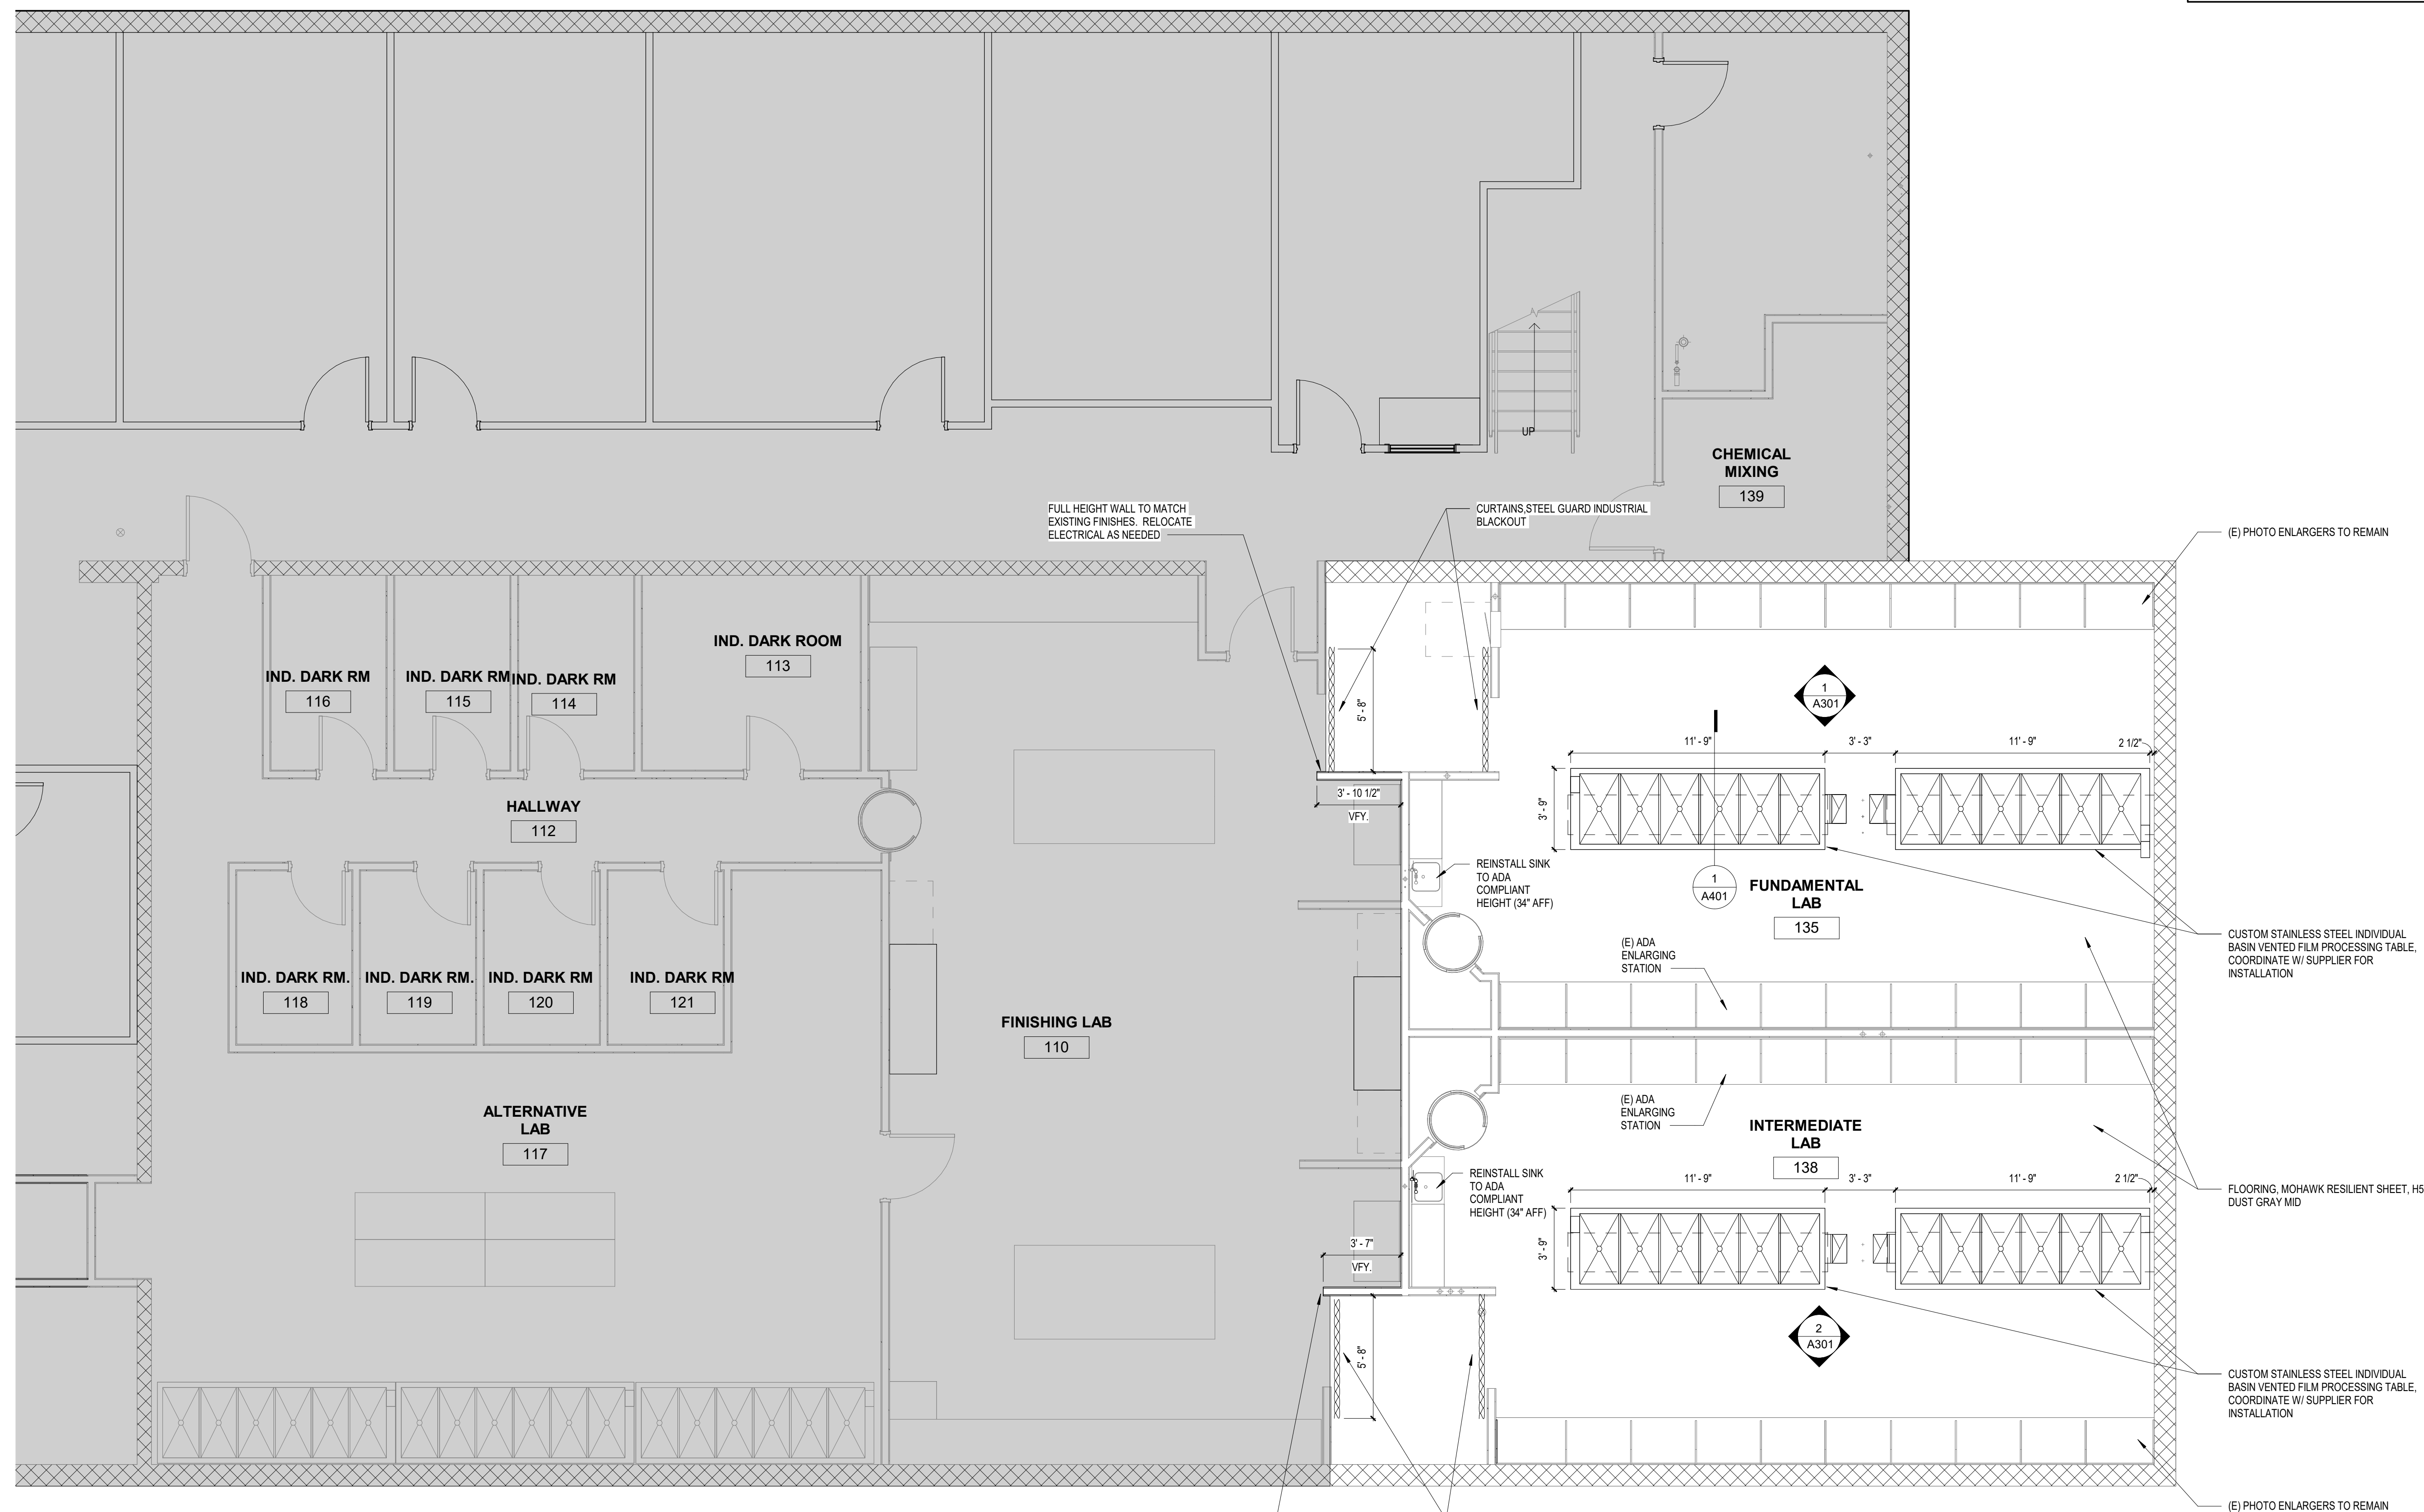 UP
CHEMICAL
MIXING
139
FULL HEIGHT WALL TO MATCH
EXISTING FINISHES. RELOCATE
ELECTRICAL AS NEEDED
CURTAINS,STEEL GUARD INDUSTRIAL
BLACKOUT
(E) PHOTO ENLARGERS TO REMAIN
IND. DARK RM
116
IND. DARK RM
115
IND. DARK RM
114
IND. DARK ROOM
113
5' - 8"
1
A301
11' - 9"
3' - 3"
11' - 9"
2 1/2"
3' - 9"
3' - 10 1/2"
VFY.
HALLWAY
112
REINSTALL SINK
TO ADA
COMPLIANT
HEIGHT (34" AFF)
1
A401
FUNDAMENTAL
LAB
135
CUSTOM STAINLESS STEEL INDIVIDUAL
BASIN VENTED FILM PROCESSING TABLE,
COORDINATE W/ SUPPLIER FOR
INSTALLATION
(E) ADA
ENLARGING
STATION
IND. DARK RM.
118
IND. DARK RM.
119
IND. DARK RM
120
IND. DARK RM
121
FINISHING LAB
110
ALTERNATIVE
LAB
117
(E) ADA
ENLARGING
STATION
INTERMEDIATE
LAB
138
REINSTALL SINK
TO ADA
COMPLIANT
HEIGHT (34" AFF)
11' - 9"
3' - 3"
11' - 9"
2 1/2"
FLOORING, MOHAWK RESILIENT SHEET, H5
DUST GRAY MID
3' - 9"
3' - 7"
VFY.
5' - 8"
2
A301
CUSTOM STAINLESS STEEL INDIVIDUAL
BASIN VENTED FILM PROCESSING TABLE,
COORDINATE W/ SUPPLIER FOR
INSTALLATION
(E) PHOTO ENLARGERS TO REMAIN